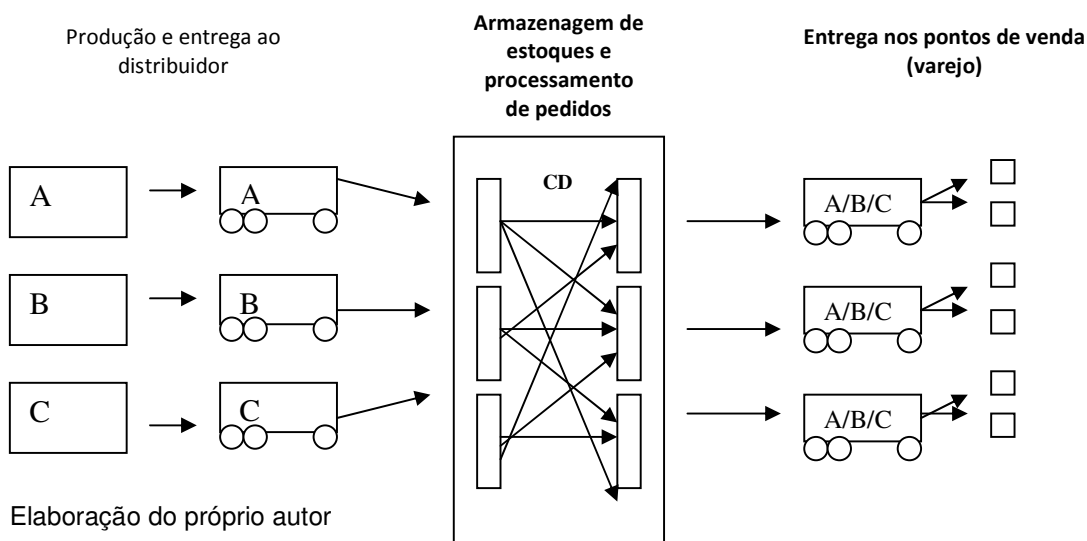 Produção e entrega ao
distribuidor
Armazenagem de
estoques e
processamento
de pedidos
Entrega nos pontos de venda
(varejo)
CD
A
A
A/B/C
B
B
A/B/C
C
C
A/B/C
Elaboração do próprio autor